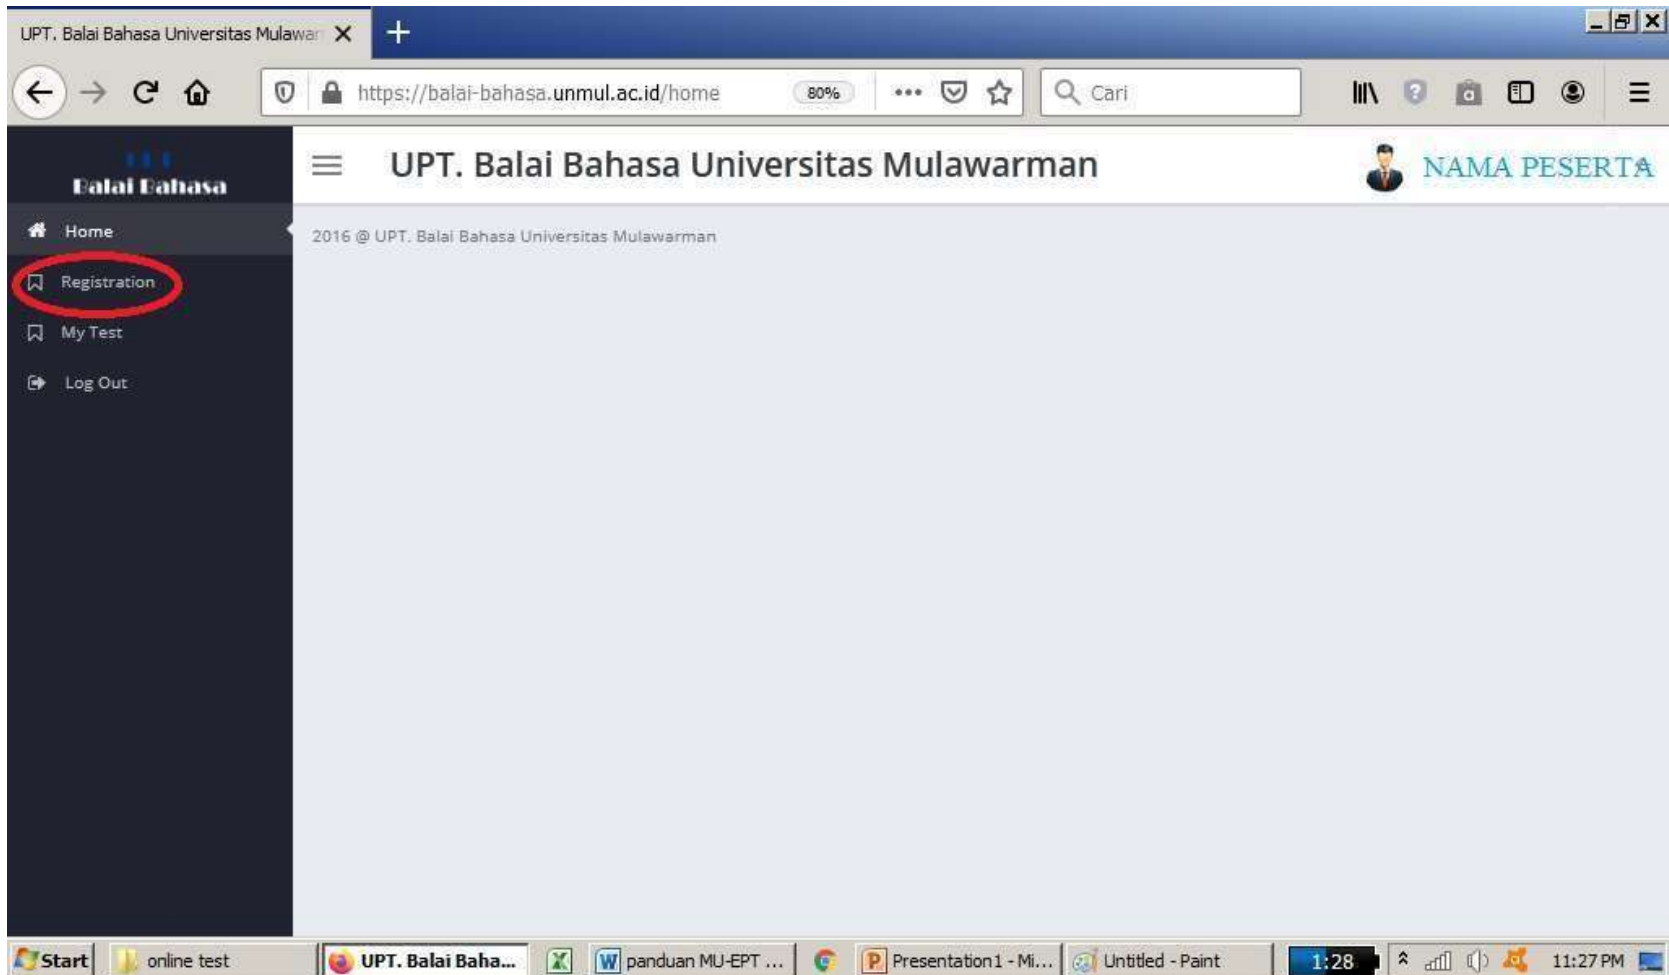 UPT. Balai Bahasa Universitas Mulawar
https://balai-bahasa.unmul.ac.id/home 80% Cari
Balai Bahasa
UPT. Balai Bahasa Universitas Mulawarman
NAMA PESERTA
Home
2016 @ UPT. Balai Bahasa Universitas Mulawarman
Registration
My Test
Log Out
Start online test UPT. Balai Baha... panduan MU-EPT ... Presentation1 - Mi... Untitled - Paint 1:28 11:27 PM